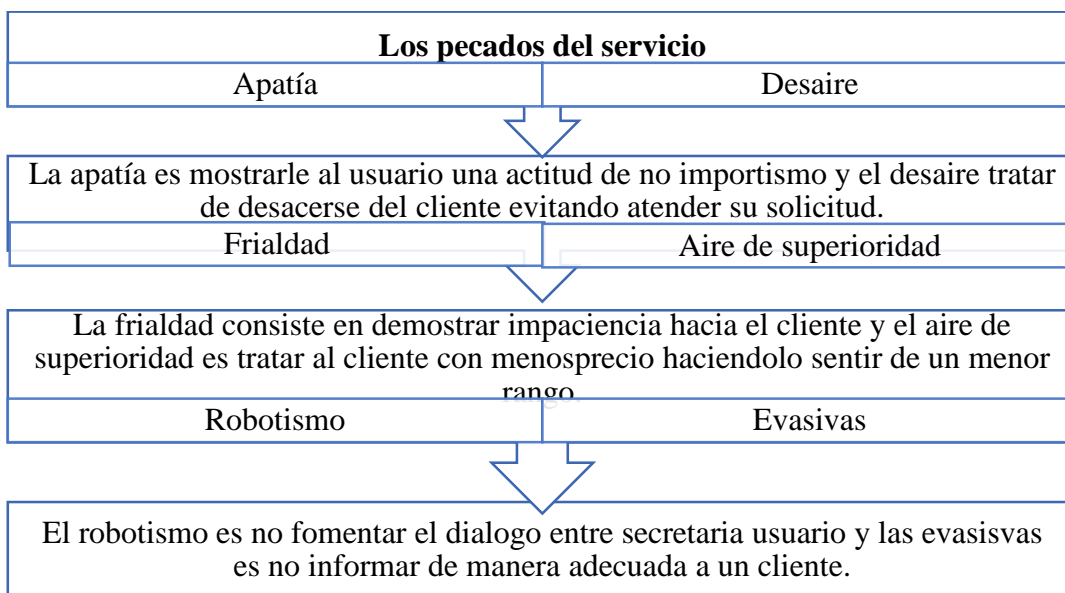 Los pecados del servicio
Apatía
Desaire
La apatía es mostrarle al usuario una actitud de no importismo y el desaire tratar
de desacerse del cliente evitando atender su solicitud.
Frialdad
Aire de superioridad
La frialdad consiste en demostrar impaciencia hacia el cliente y el aire de
superioridad es tratar al cliente con menosprecio haciendolo sentir de un menor
rango.
Robotismo
Evasivas
El robotismo es no fomentar el dialogo entre secretaria usuario y las evasisvas
es no informar de manera adecuada a un cliente.